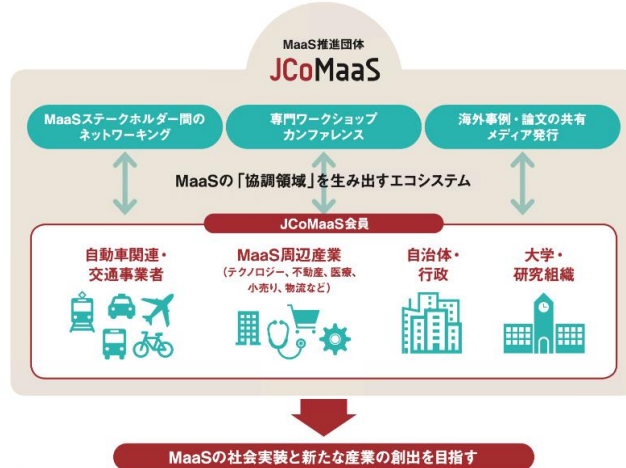 MaaS推進団体
JCoMaaS
MaaSステークホルダー間の
ネットワーキング
専門ワークショップ
カンファレンス
海外事例・論文の共有
メディア発行
MaaSの「協調領域」を生み出すエコシステム
JCoMaaS会員
自動車関連・
交通事業者
MaaS周辺産業
（テクノロジー、不動産、医療、
小売り、物流など）
自治体・
行政
大学・
研究組織
MaaSの社会実装と新たな産業の創出を目指す